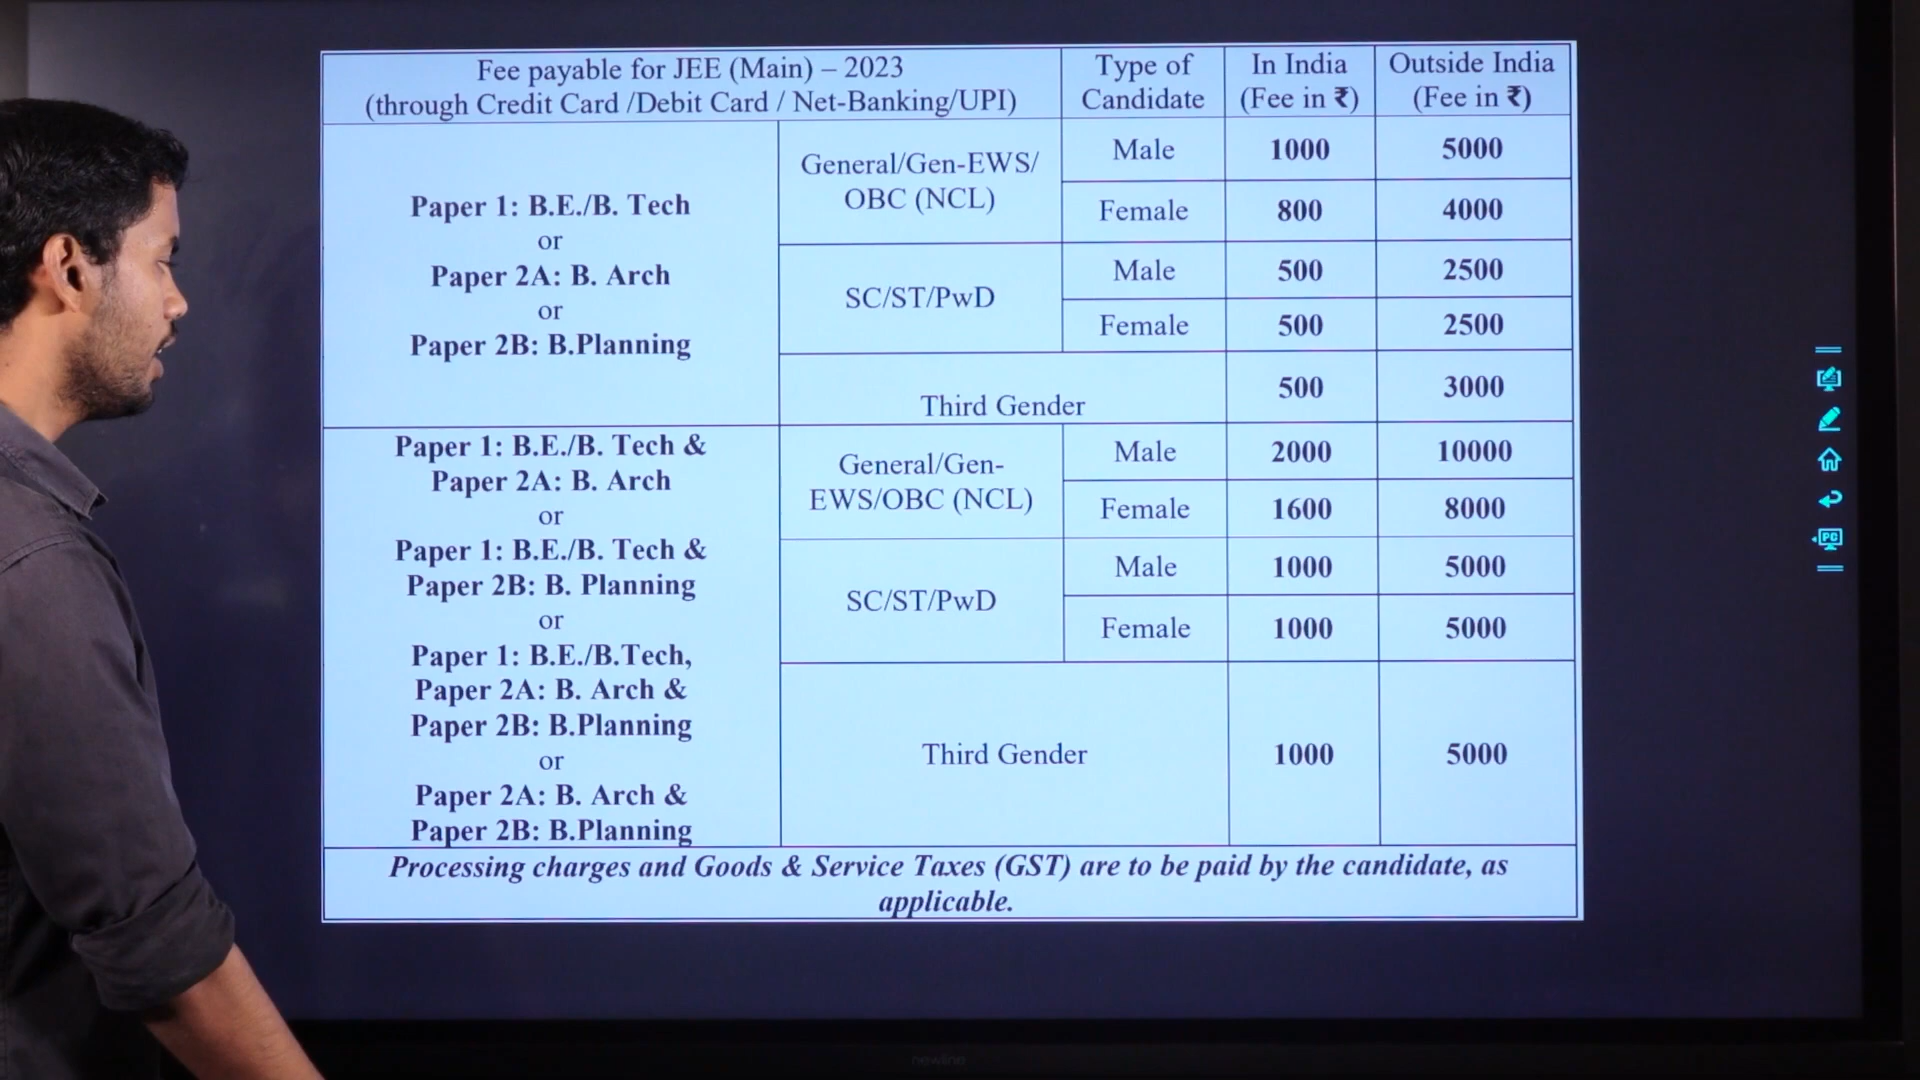 Fee payable for JEE (Main) – 2023
(through Credit Card /Debit Card / Net-Banking/UPI)
Type of
Candidate
In India
(Fee in ₹)
Outside India
(Fee in ₹)
Paper 1: B.E./B. Tech
or
Paper 2A: B. Arch
or
Paper 2B: B.Planning
General/Gen-EWS/
OBC (NCL)
Male
1000
5000
Female
800
4000
SC/ST/PwD
Male
500
2500
Female
500
2500
Third Gender
500
3000
Paper 1: B.E./B. Tech &
Paper 2A: B. Arch
or
Paper 1: B.E./B. Tech &
Paper 2B: B. Planning
or
Paper 1: B.E./B.Tech,
Paper 2A: B. Arch &
Paper 2B: B.Planning
or
Paper 2A: B. Arch &
Paper 2B: B.Planning
General/Gen-
EWS/OBC (NCL)
Male
2000
10000
Female
1600
8000
SC/ST/PwD
Male
1000
5000
Female
1000
5000
Third Gender
1000
5000
Processing charges and Goods & Service Taxes (GST) are to be paid by the candidate, as
applicable.
PC
newline